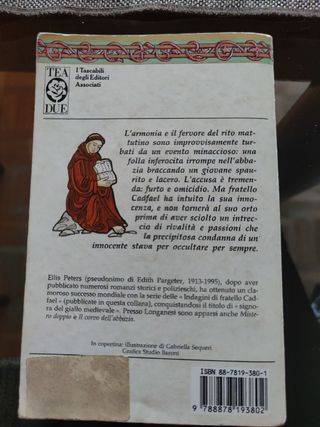 TEA
DUE
I Tascabili
degli Editori
Associati
L'armonia e il fervore del rito mat-
tutino sono improvvisamente tur-
bati da un evento minaccioso: una
folla inferocita irrompe nell'abba-
zia braccando un giovane spau-
rito e lacero. L'accusa è tremen-
da: furto e omicidio. Ma fratello
Cadfael ha intuito la sua inno-
cenza, e non tornerà al suo orto
prima di aver sciolto un intrec-
cio di rivalità e passioni che
la precipitosa condanna di un
innocente stava per occultare per sempre.
Ellis Peters (pseudonimo di Edith Pargeter, 1913-1995), dopo aver
pubblicato numerosi romanzi storici e polizieschi, ha ottenuto un cla-
moroso successo mondiale con la serie delle «Indagini di fratello Cad-
fael» (pubblicate in questa collana), conquistandosi il titolo di «signo-
ra del giallo medievale». Presso Longanesi sono apparsi anche Miste-
ro doppio e Il corvo dell'abbazia.
In copertina: illustrazione di Gabriella Sequeri
Grafica Studio Baroni
ISBN 88-7819-380-1
9 788878 193802